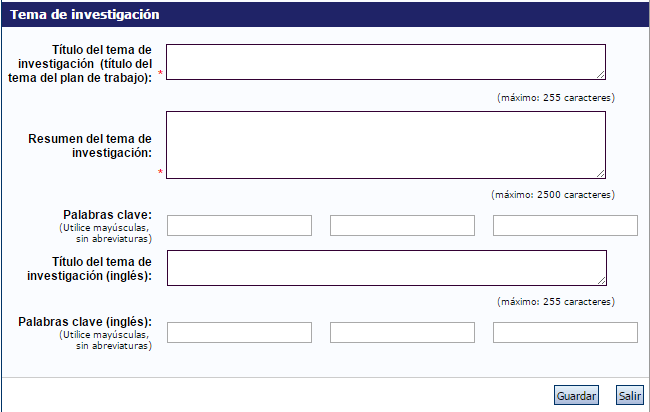 Tema de investigación
Título del tema de
investigación (título del
tema del plan de trabajo):
*
(máximo: 255 caracteres)
Resumen del tema de
investigación:
*
(máximo: 2500 caracteres)
Palabras clave:
(Utilice mayúsculas,
sin abreviaturas)
Título del tema de
investigación (inglés):
(máximo: 255 caracteres)
Palabras clave (inglés):
(Utilice mayúsculas,
sin abreviaturas)
Guardar Salir